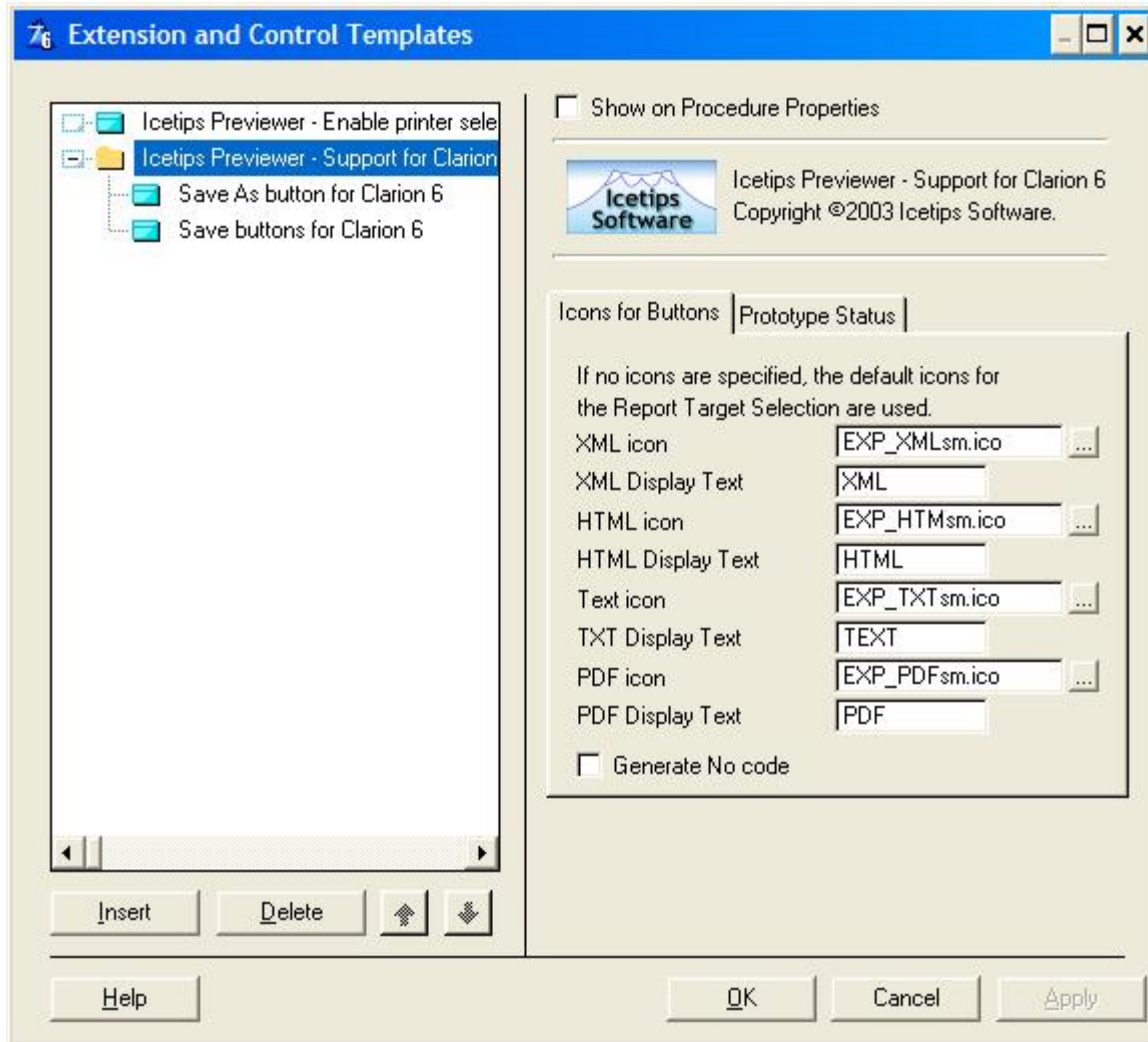 Extension and Control Templates
Icetips Previewer - Enable printer sele
Icetips Previewer - Support for Clarion
Save As button for Clarion 6
Save buttons for Clarion 6
Insert
Delete
Show on Procedure Properties
Icetips
Software
Icetips Previewer - Support for Clarion 6
Copyright ©2003 Icetips Software.
Icons for Buttons
Prototype Status
If no icons are specified, the default icons for
the Report Target Selection are used.
XML icon EXP_XMLsm.ico ...
XML Display Text XML
HTML icon EXP_HTMsm.ico ...
HTML Display Text HTML
Text icon EXP_TXTsm.ico ...
TXT Display Text TEXT
PDF icon EXP_PDFsm.ico ...
PDF Display Text PDF
Generate No code
Help
OK
Cancel
Apply